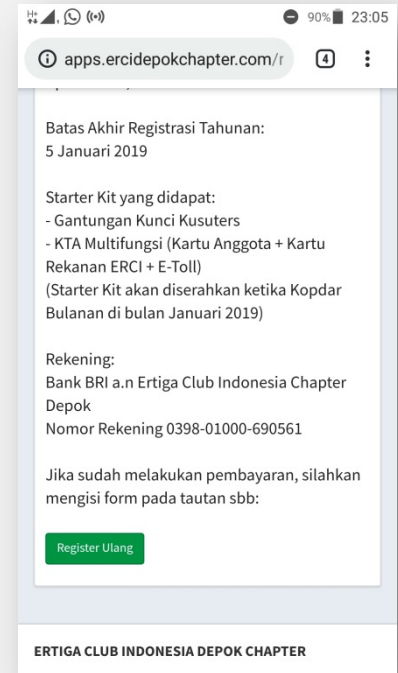 H+
90% 23:05
apps.ercidepokchapter.com/r
4
Batas Akhir Registrasi Tahunan:
5 Januari 2019
Starter Kit yang didapat:
- Gantungan Kunci Kusuters
- KTA Multifungsi (Kartu Anggota + Kartu
Rekanan ERCI + E-Toll)
(Starter Kit akan diserahkan ketika Kopdar
Bulanan di bulan Januari 2019)
Rekening:
Bank BRI a.n Ertiga Club Indonesia Chapter
Depok
Nomor Rekening 0398-01000-690561
Jika sudah melakukan pembayaran, silahkan
mengisi form pada tautan sbb:
Register Ulang
ERTIGA CLUB INDONESIA DEPOK CHAPTER